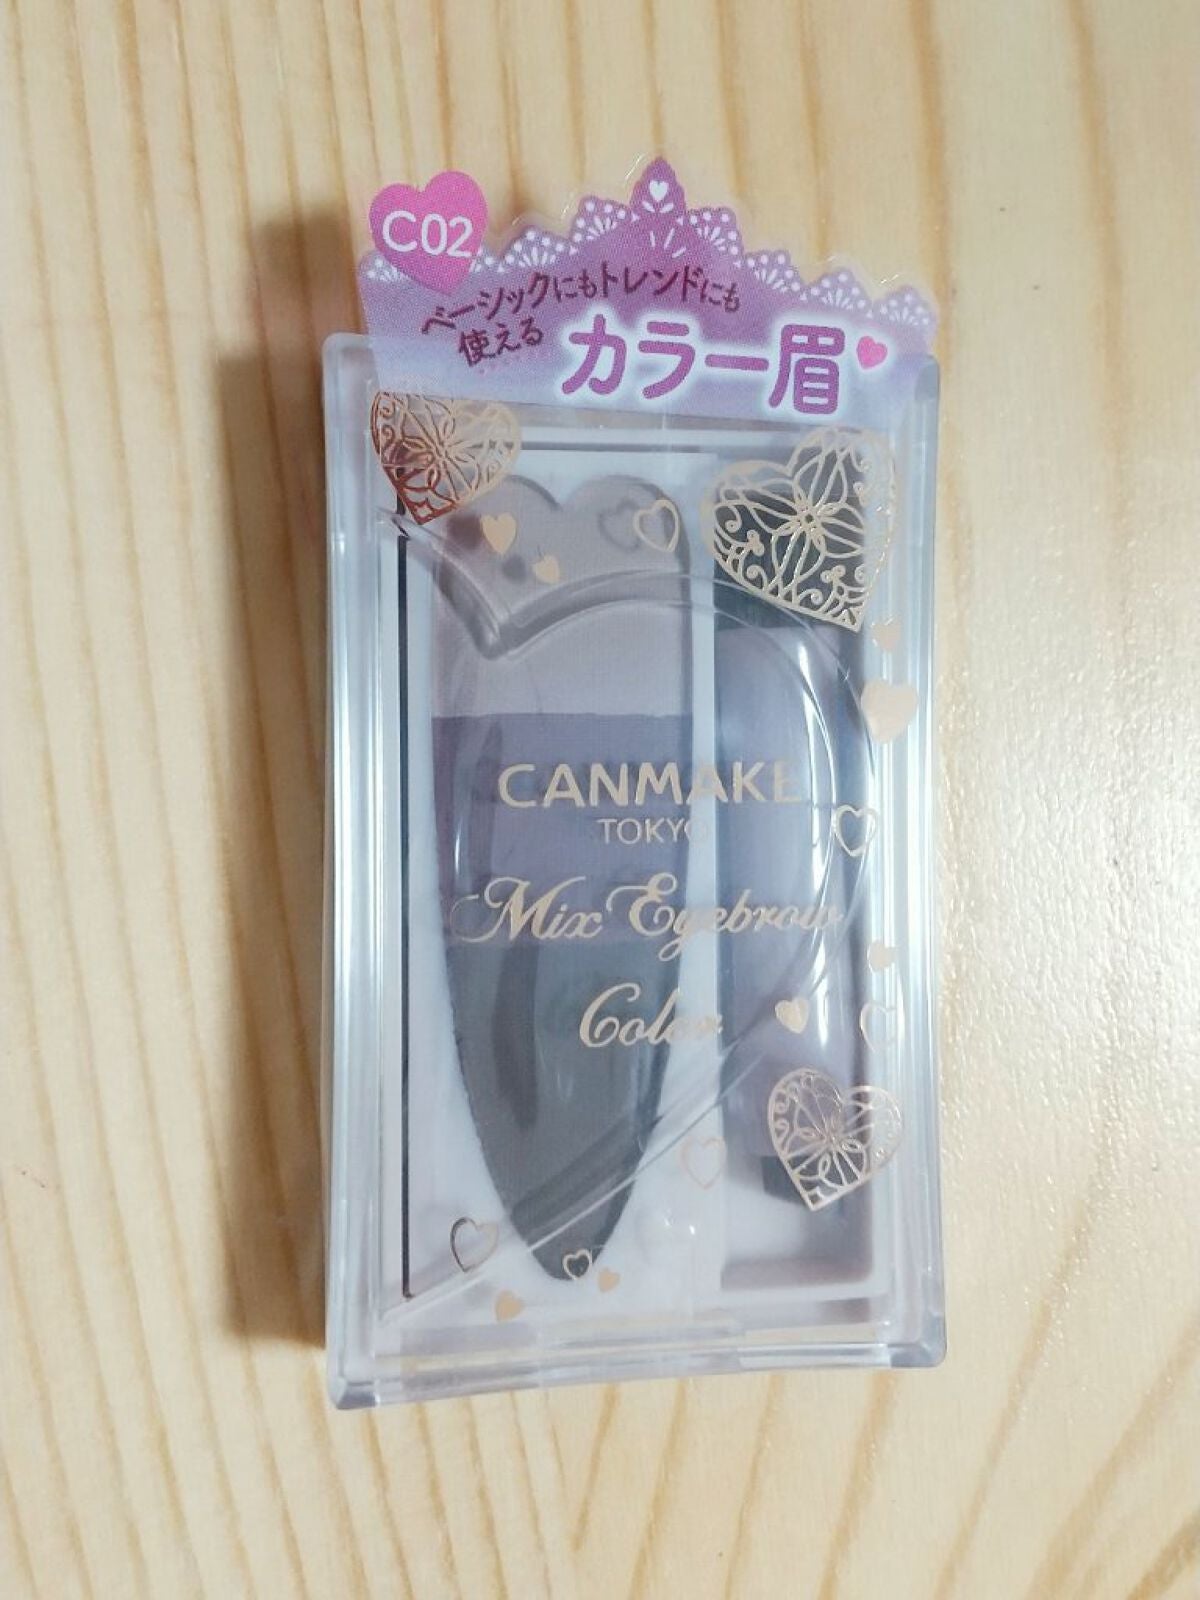 C02
ベーシックにもトレンドにも
使える
カラー眉
CANMAKE
TOKYO
Mix Eyebrow
Color